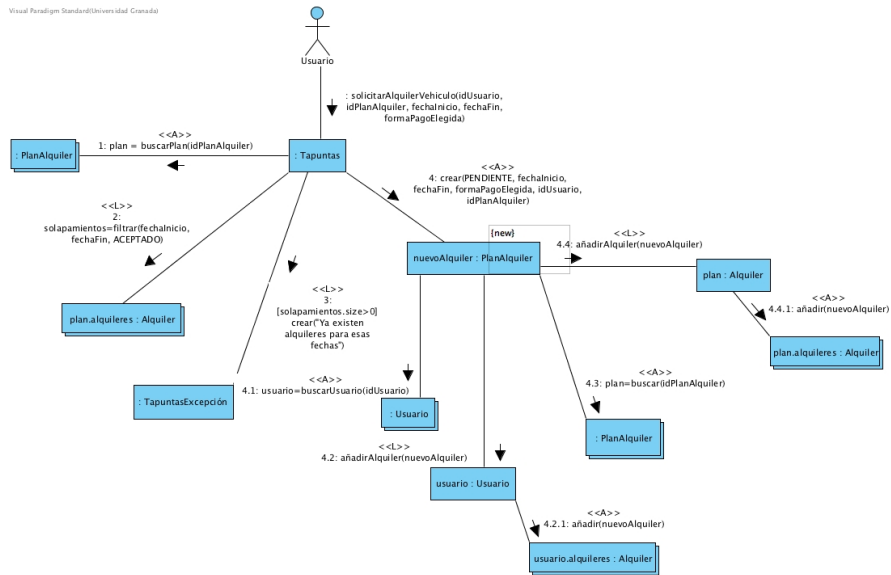 Visual Paradigm Standard(Universidad Granada)
Usuario
: solicitarAlquilerVehiculo(idUsuario,
idPlanAlquiler, fechaInicio, fechaFin,
formaPagoElegida)
<<A>>
1: plan = buscarPlan(idPlanAlquiler)
: PlanAlquiler
: Tapuntas
<<A>>
4: crear(PENDIENTE, fechaInicio,
fechaFin, formaPagoElegida, idUsuario,
idPlanAlquiler)
<<L>>
2:
solapamientos=filtrar(fechaInicio,
fechaFin, ACEPTADO)
{new}
<<L>>
4.4: añadirAlquiler(nuevoAlquiler)
nuevoAlquiler : PlanAlquiler
plan : Alquiler
<<L>>
3:
[solapamientos.size>0]
crear("Ya existen
alquileres para esas
fechas")
<<A>>
4.4.1: añadir(nuevoAlquiler)
plan.alquileres : Alquiler
plan.alquileres : Alquiler
<<A>>
4.1: usuario=buscarUsuario(idUsuario)
<<A>>
4.3: plan=buscar(idPlanAlquiler)
: TapuntasExcepción
: Usuario
: PlanAlquiler
<<L>>
4.2: añadirAlquiler(nuevoAlquiler)
usuario : Usuario
<<A>>
4.2.1: añadir(nuevoAlquiler)
usuario.alquileres : Alquiler